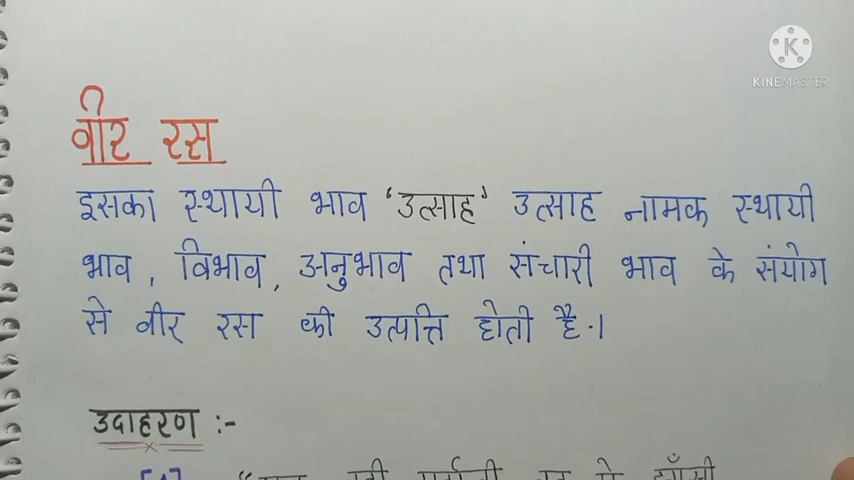 KINEMASTER
वीर रस
इसका स्थायी भाव 'उत्साह' उत्साह नामक स्थायी
भाव, विभाव, अनुभाव तथा संचारी भाव के संयोग
से वीर रस की उत्पत्ति होती है।
उदाहरण :-